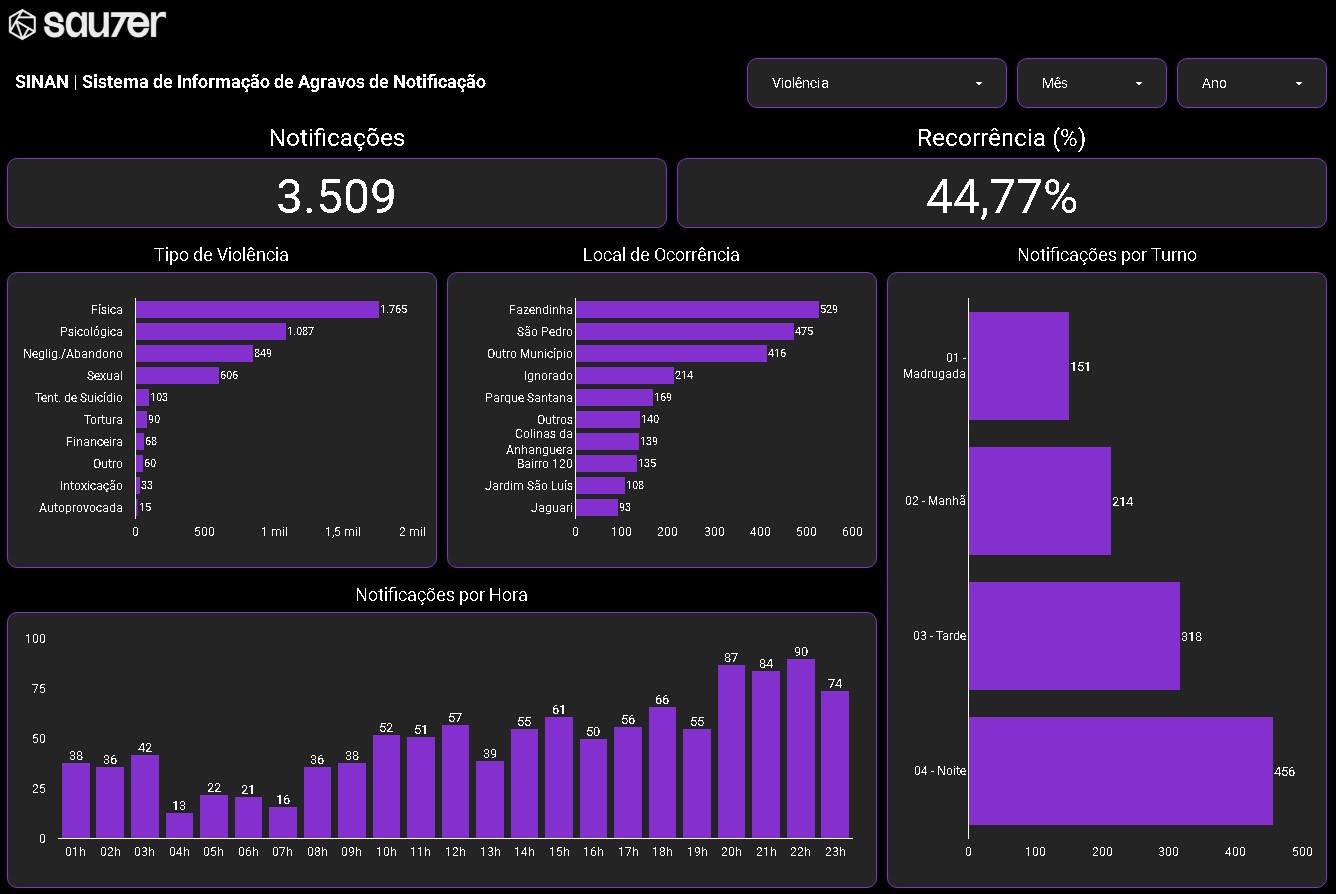 sau7er
SINAN | Sistema de Informação de Agravos de Notificação
Violência
Mês
Ano
Notificações
Recorrência (%)
3.509
44,77%
Tipo de Violência
Física 1.765
Psicológica 1.087
Neglig./Abandono 849
Sexual 606
Tent. de Suicídio 103
Tortura 90
Financeira 68
Outro 60
Intoxicação 33
Autoprovocada 15
0 500 1 mil 1,5 mil 2 mil
Local de Ocorrência
Fazendinha 529
São Pedro 475
Outro Município 416
Ignorado 214
Parque Santana 169
Outros 140
Colinas da
Anhanguera 139
Bairro 120 135
Jardim São Luís 108
Jaguari 93
0 100 200 300 400 500 600
Notificações por Turno
01 -
Madrugada 151
02 - Manhã 214
03 - Tarde 318
04 - Noite 456
0 100 200 300 400 500
Notificações por Hora
100
75
50
25
0
38 36 42 13 22 21 16 36 38 52 51 57 39 55 61 50 56 66 55 87 84 90 74
01h 02h 03h 04h 05h 06h 07h 08h 09h 10h 11h 12h 13h 14h 15h 16h 17h 18h 19h 20h 21h 22h 23h